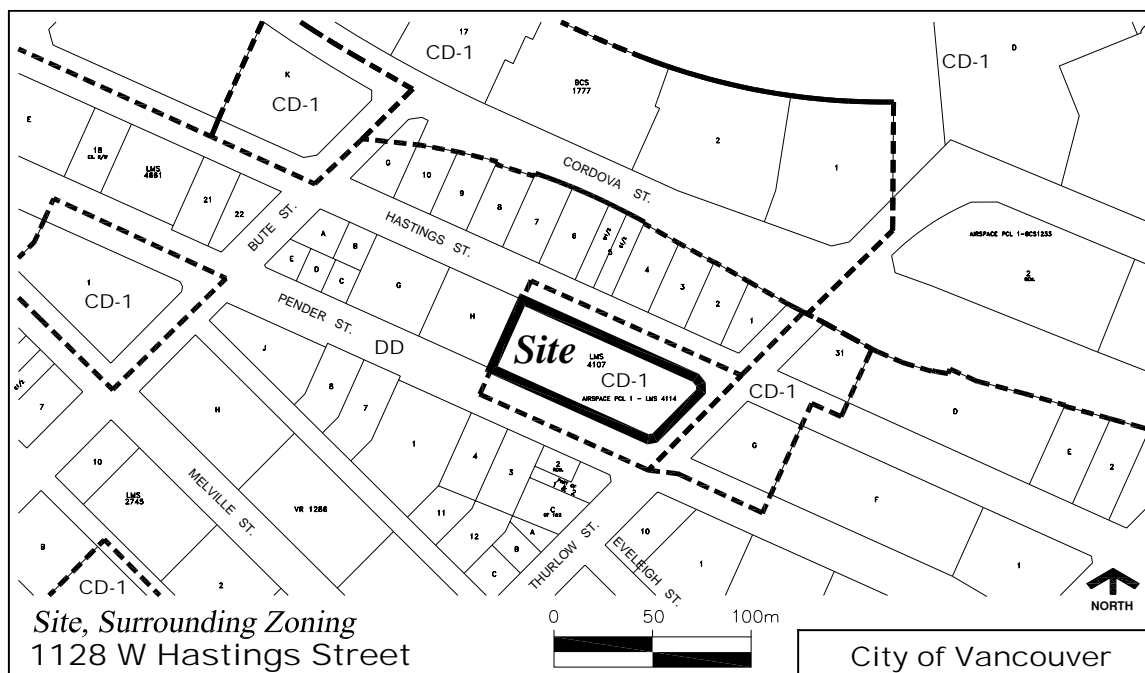 17
CD-1
D
CD-1
K
CD-1
BCS
1777
2
1
E
18
LMS
4881
21
22
G
10
9
8
7
6
5
4
3
2
1
CORDOVA ST.
HASTINGS ST.
BUTE ST.
A
B
E
D
C
G
H
AIRSPACE PCL 1-BCS1233
2
1
CD-1
PENDER ST.
DD
Site
LMS
4107
CD-1
AIRSPACE PCL 1 - LMS 4114
31
CD-1
D
E
2
G
F
1
J
8
7
1
4
3
2
C
A
B
11
12
C
7
H
10
LMS
2745
MELVILLE ST.
VR 1286
B
CD-1
2
THURLOW ST.
EVELEIGH ST.
10
1
NORTH
0 50 100m
Site, Surrounding Zoning
1128 W Hastings Street
City of Vancouver